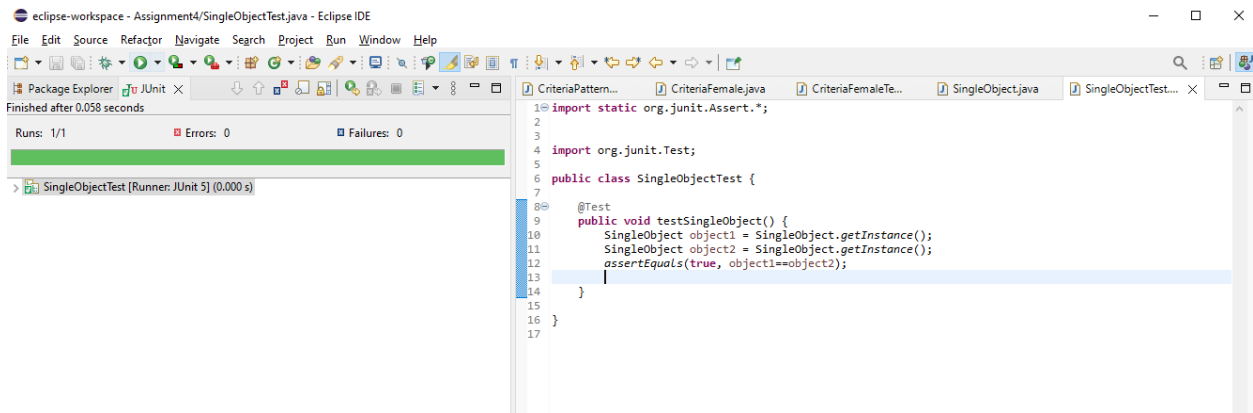 eclipse-workspace - Assignment4/SingleObjectTest.java - Eclipse IDE
File Edit Source Refactor Navigate Search Project Run Window Help
Package Explorer JUnit
Finished after 0.058 seconds
Runs: 1/1 Errors: 0 Failures: 0
SingleObjectTest [Runner: JUnit 5] (0.000 s)
CriteriaPattern... CriteriaFemale.java CriteriaFemaleTe... SingleObject.java SingleObjectTest....
1 import static org.junit.Assert.*;
2
3
4 import org.junit.Test;
5
6 public class SingleObjectTest {
7
8 @Test
9 public void testSingleObject() {
10 SingleObject object1 = SingleObject.getInstance();
11 SingleObject object2 = SingleObject.getInstance();
12 assertEquals(true, object1==object2);
13
14 }
15
16 }
17